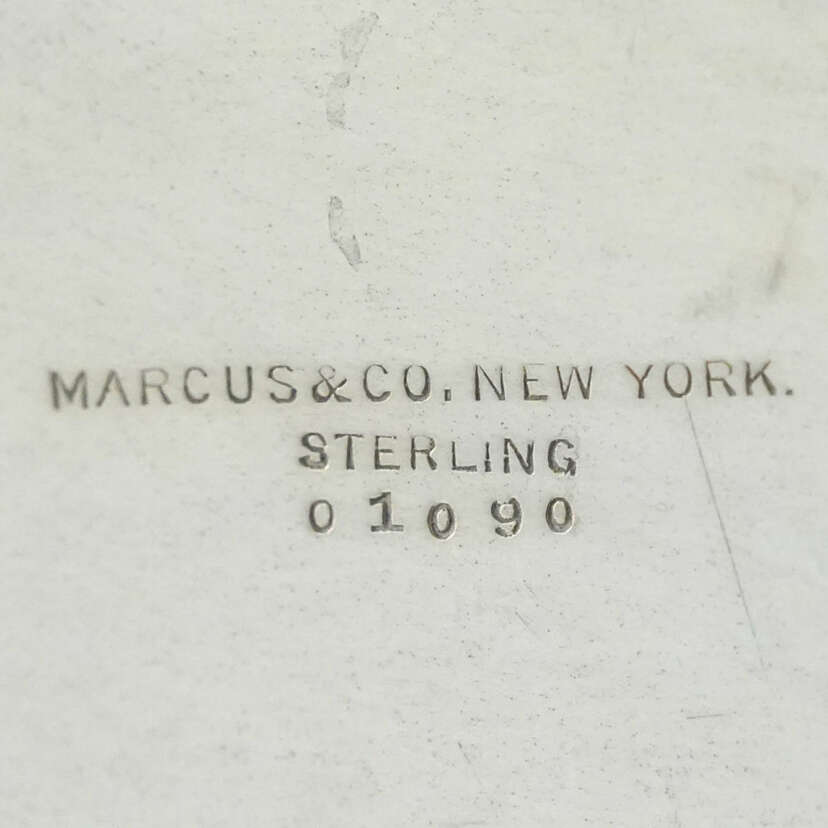 MARCUS & CO. NEW YORK.
STERLING
01090